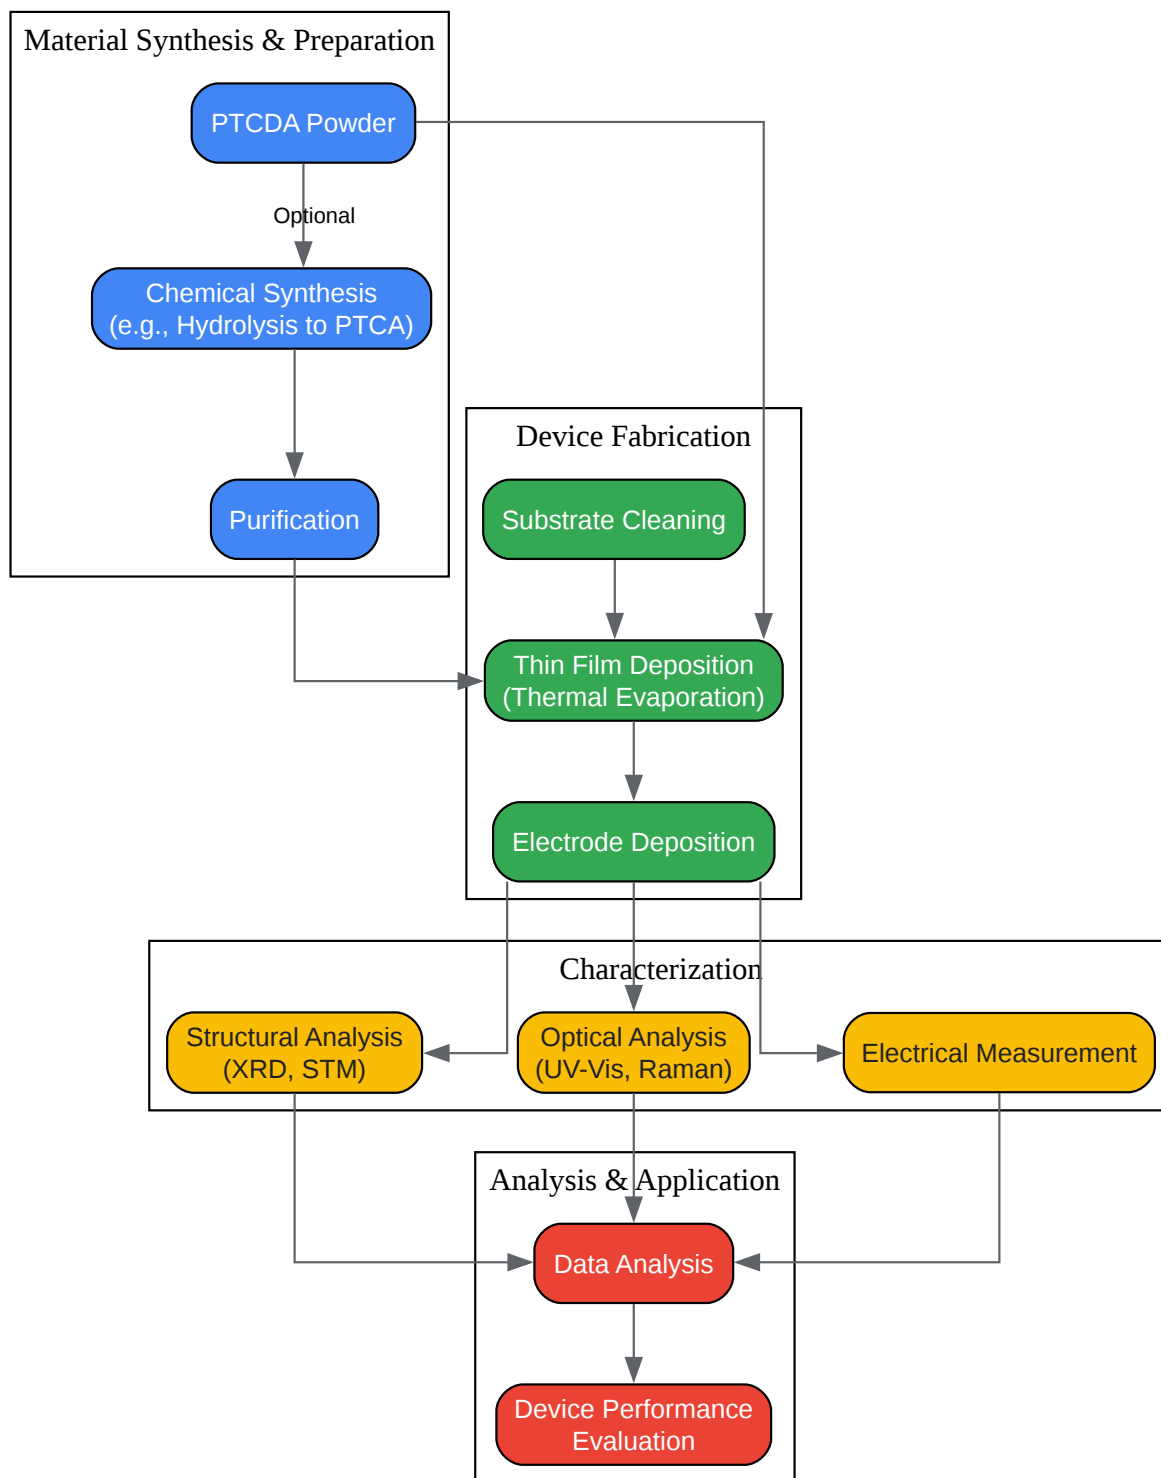 Material Synthesis & Preparation
PTCDA Powder
Optional
Chemical Synthesis
(e.g., Hydrolysis to PTCA)
Purification
Device Fabrication
Substrate Cleaning
Thin Film Deposition
(Thermal Evaporation)
Electrode Deposition
Characterization
Structural Analysis
(XRD, STM)
Optical Analysis
(UV-Vis, Raman)
Electrical Measurement
Analysis & Application
Data Analysis
Device Performance
Evaluation